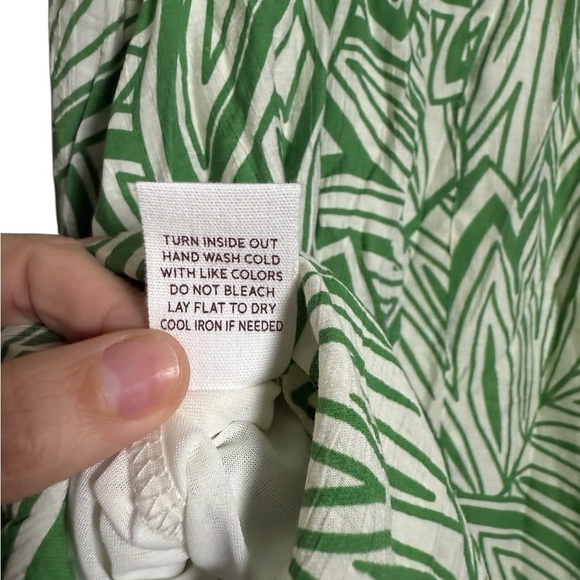 TURN INSIDE OUT
HAND WASH COLD
WITH LIKE COLORS
DO NOT BLEACH
LAY FLAT TO DRY
COOL IRON IF NEEDED